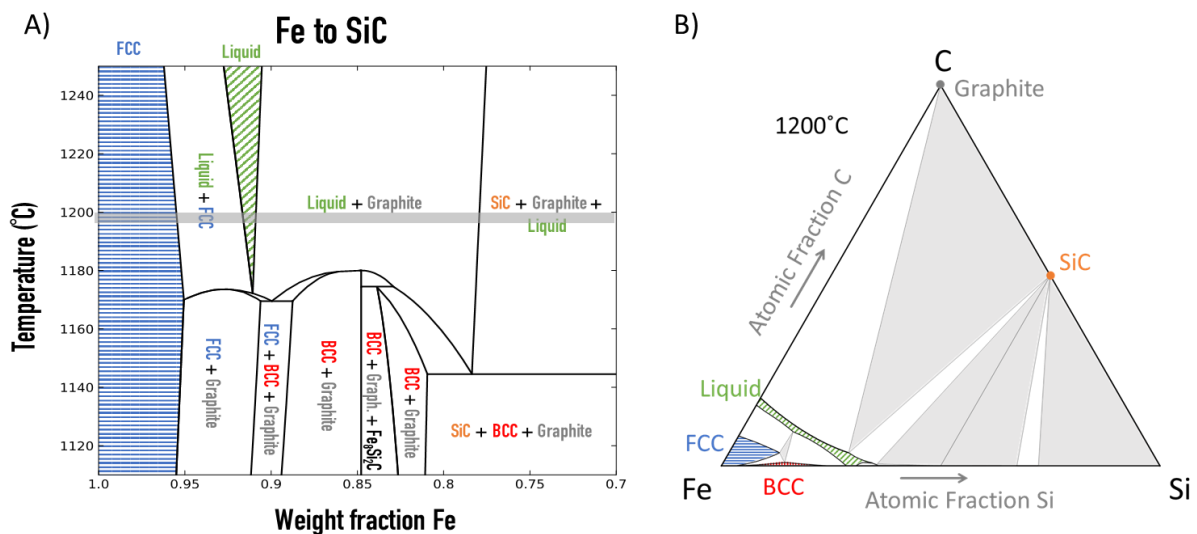 A)
Fe to SiC
FCC
Liquid
1240
1220
1200
1180
1160
1140
1120
Temperature (˚C)
Liquid + FCC
Liquid + Graphite
SiC + Graphite +
Liquid
FCC + Graphite
FCC + BCC + Graphite
BCC + Graphite
BCC + Graph. + Fe8Si2C
BCC + Graphite
SiC + BCC + Graphite
1.0
0.95
0.9
0.85
0.8
0.75
0.7
Weight fraction Fe
B)
C
Graphite
1200˚C
Atomic Fraction C
SiC
Liquid
FCC
Fe
BCC
Atomic Fraction Si
Si